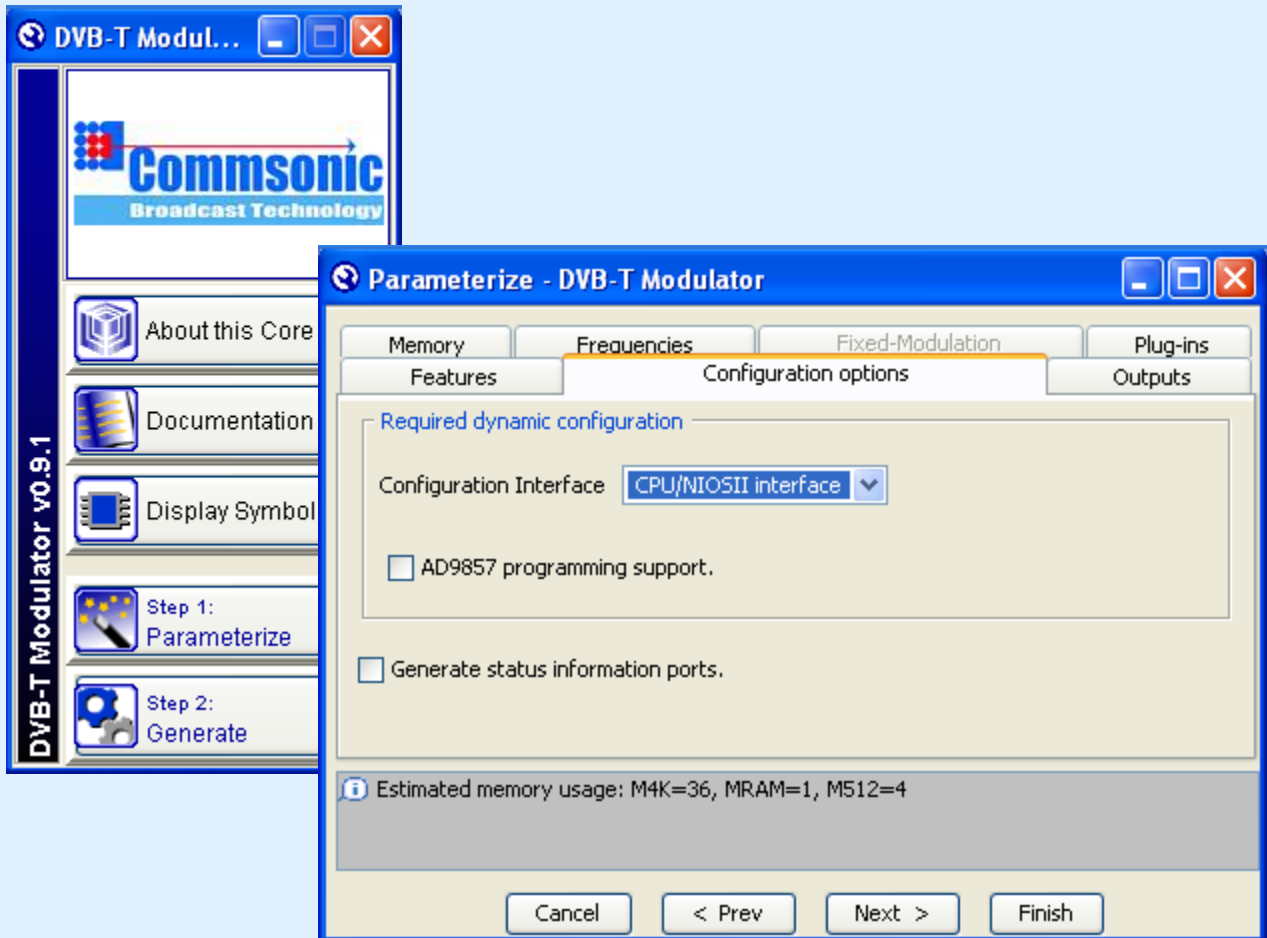 DVB-T Modul...
Commsonic
Broadcast Technology
DVB-T Modulator v0.9.1
About this Core
Documentation
Display Symbol
Step 1:
Parameterize
Step 2:
Generate
Parameterize - DVB-T Modulator
Memory Frequencies Fixed-Modulation Plug-ins
Features Configuration options Outputs
Required dynamic configuration
Configuration Interface CPU/NIOSII interface
AD9857 programming support.
Generate status information ports.
Estimated memory usage: M4K=36, MRAM=1, M512=4
Cancel < Prev Next > Finish